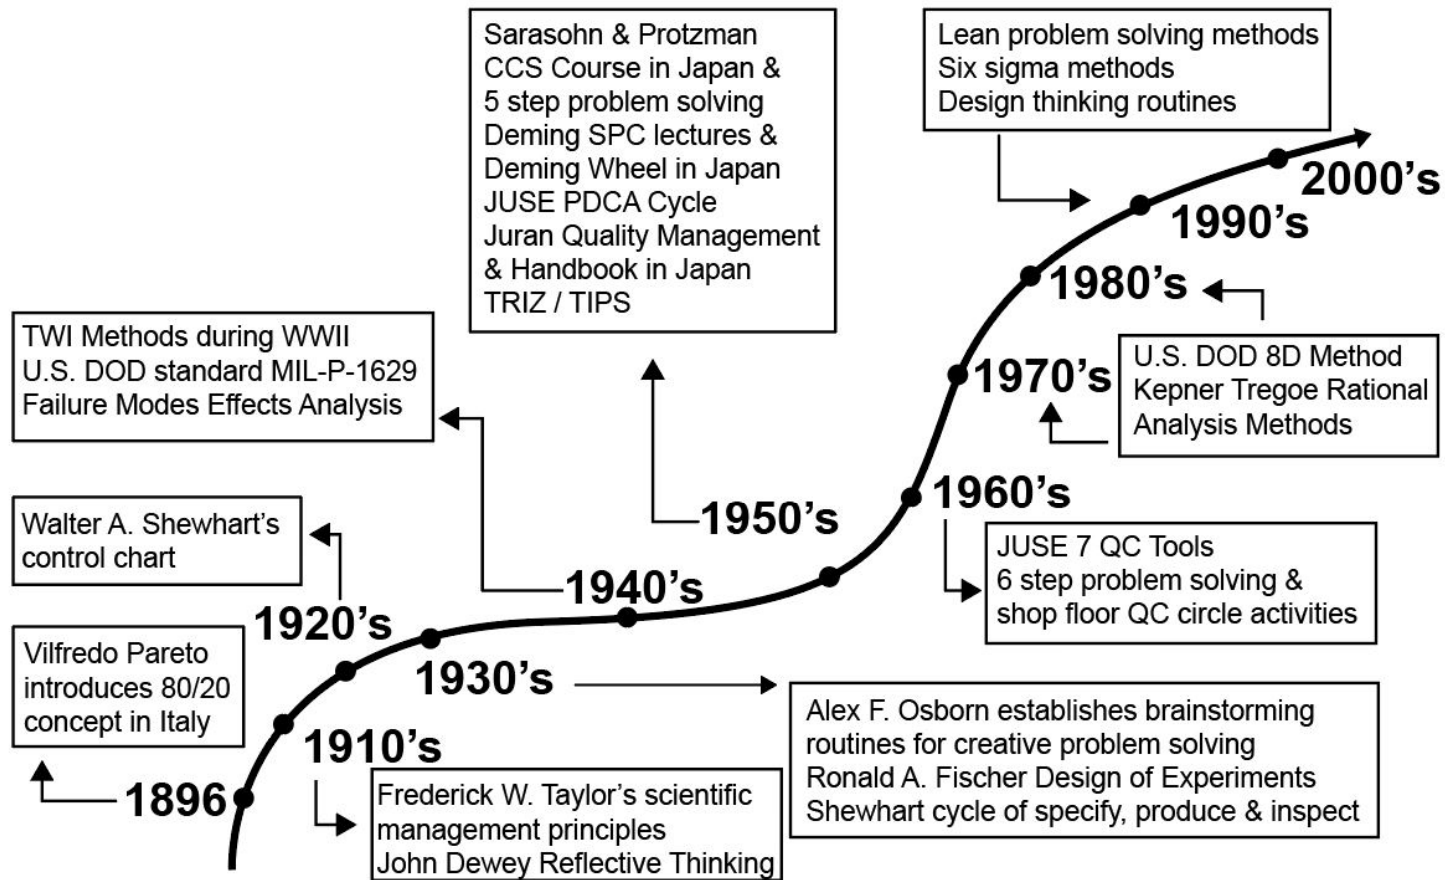 Sarasohn & Protzman
CCS Course in Japan &
5 step problem solving
Deming SPC lectures &
Deming Wheel in Japan
JUSE PDCA Cycle
Juran Quality Management
& Handbook in Japan
TRIZ / TIPS
Lean problem solving methods
Six sigma methods
Design thinking routines
2000's
1990's
1980's
TWI Methods during WWII
U.S. DOD standard MIL-P-1629
Failure Modes Effects Analysis
U.S. DOD 8D Method
Kepner Tregoe Rational
Analysis Methods
1970's
1960's
1950's
Walter A. Shewhart's
control chart
JUSE 7 QC Tools
6 step problem solving &
shop floor QC circle activities
1940's
1920's
Vilfredo Pareto
introduces 80/20
concept in Italy
1930's
Alex F. Osborn establishes brainstorming
routines for creative problem solving
Ronald A. Fischer Design of Experiments
Shewhart cycle of specify, produce & inspect
1910's
1896
Frederick W. Taylor's scientific
management principles
John Dewey Reflective Thinking